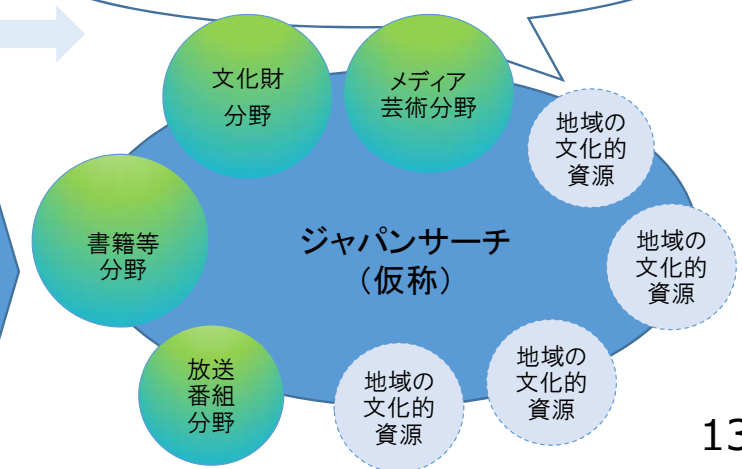 文化財
分野
メディア
芸術分野
地域の
文化的
資源
書籍等
分野
ジャパンサーチ
（仮称）
地域の
文化的
資源
放送
番組
分野
地域の
文化的
資源
地域の
文化的
資源
13